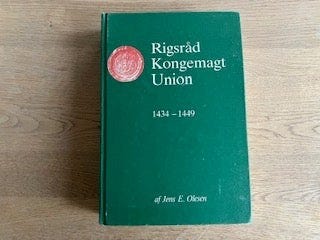 Rigsråd
Kongemagt
Union
1434 – 1449
af Jens E. Olesen